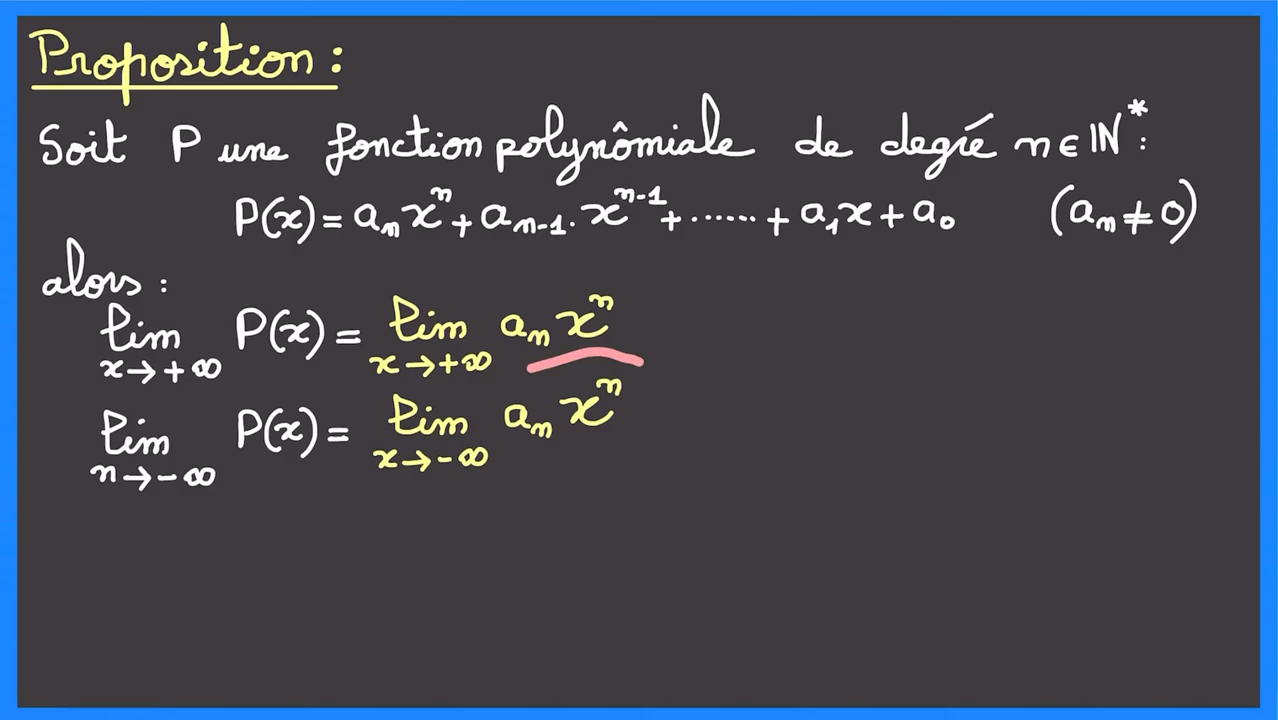 Proposition :
Soit P une fonction polynômiale de degré n ∈ ℕ* :
P(x) = aₙxⁿ + aₙ₋₁.xⁿ⁻¹ + ...... + a₁x + a₀ (aₙ ≠ 0)
alors :
lim P(x) = lim aₙxⁿ
x→+∞ x→+∞
lim P(x) = lim aₙxⁿ
n→-∞ x→-∞